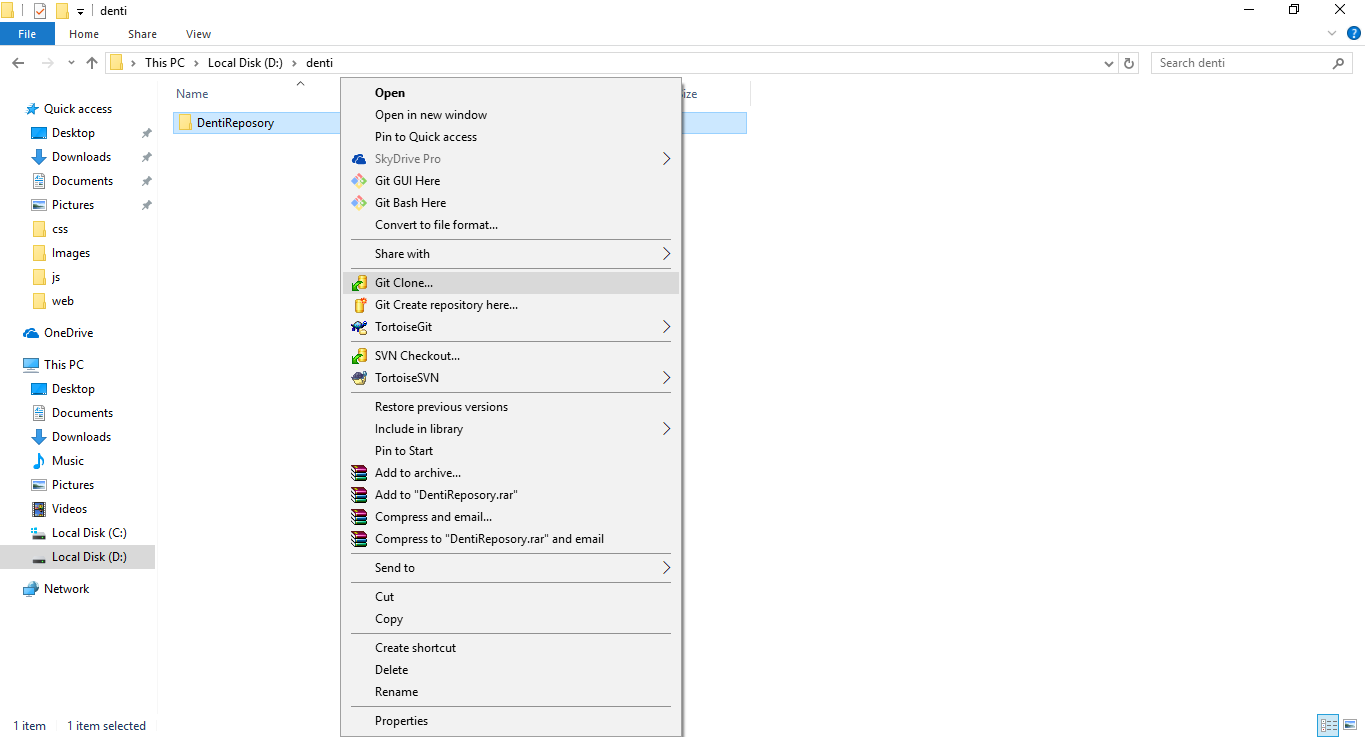 denti
File Home Share View
This PC Local Disk (D:) denti
Search denti
Quick access
Desktop
Downloads
Documents
Pictures
css
Images
js
web
OneDrive
This PC
Desktop
Documents
Downloads
Music
Pictures
Videos
Local Disk (C:)
Local Disk (D:)
Network
Name
DentiReposory
Open
Open in new window
Pin to Quick access
SkyDrive Pro
Git GUI Here
Git Bash Here
Convert to file format...
Share with
Git Clone...
Git Create repository here...
TortoiseGit
SVN Checkout...
TortoiseSVN
Restore previous versions
Include in library
Pin to Start
Add to archive...
Add to "DentiReposory.rar"
Compress and email...
Compress to "DentiReposory.rar" and email
Send to
Cut
Copy
Create shortcut
Delete
Rename
Properties
1 item 1 item selected